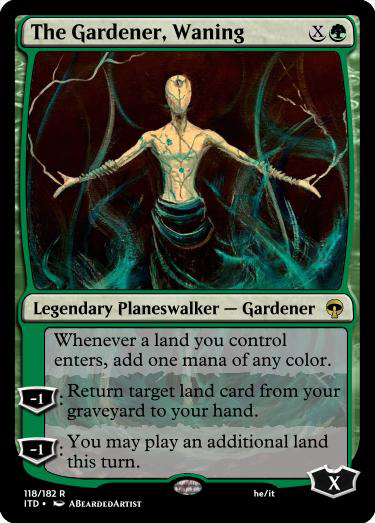 The Gardener, Waning X
Legendary Planeswalker — Gardener
Whenever a land you control
enters, add one mana of any color.
-1: Return target land card from your
graveyard to your hand.
-1: You may play an additional land
this turn.
X
118/182 R he/it
ITD • ABEARDEDARTIST